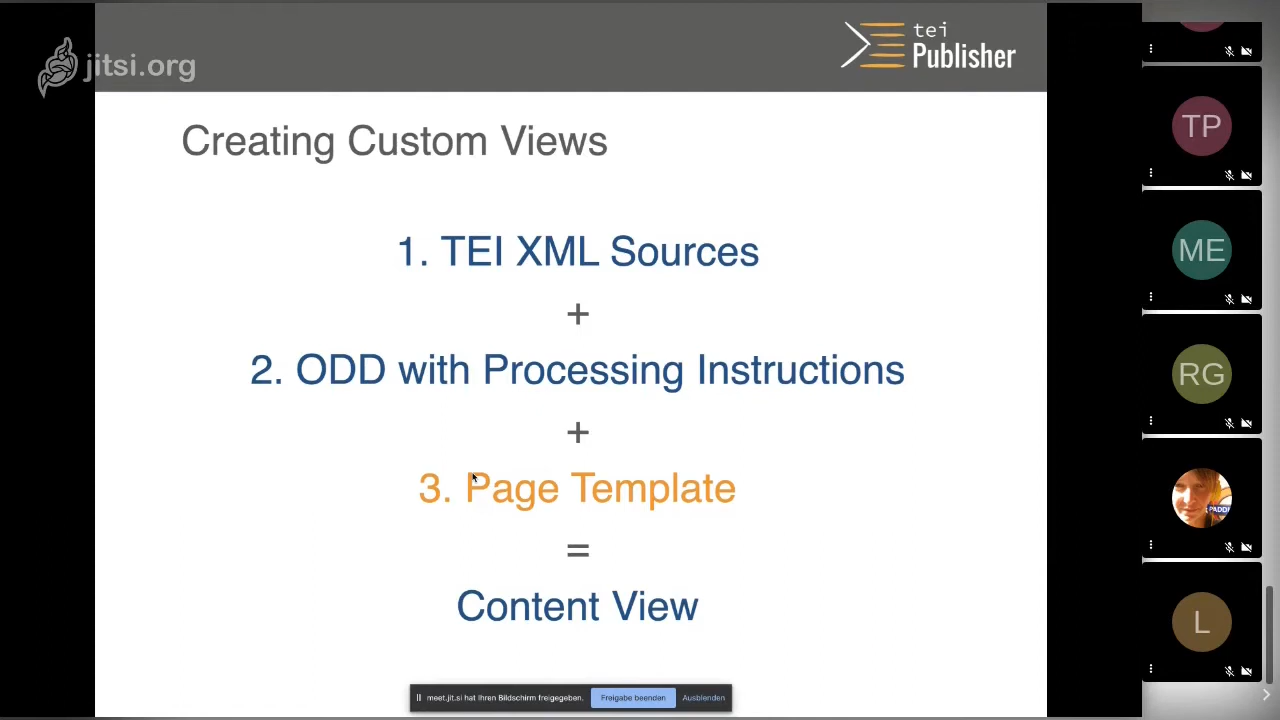 jitsi.org
tei
Publisher
Creating Custom Views
1. TEI XML Sources
+
2. ODD with Processing Instructions
+
3. Page Template
=
Content View
meet.jit.si hat Ihren Bildschirm freigegeben. Freigabe beenden Ausblenden
TP
ME
RG
PADDI
L